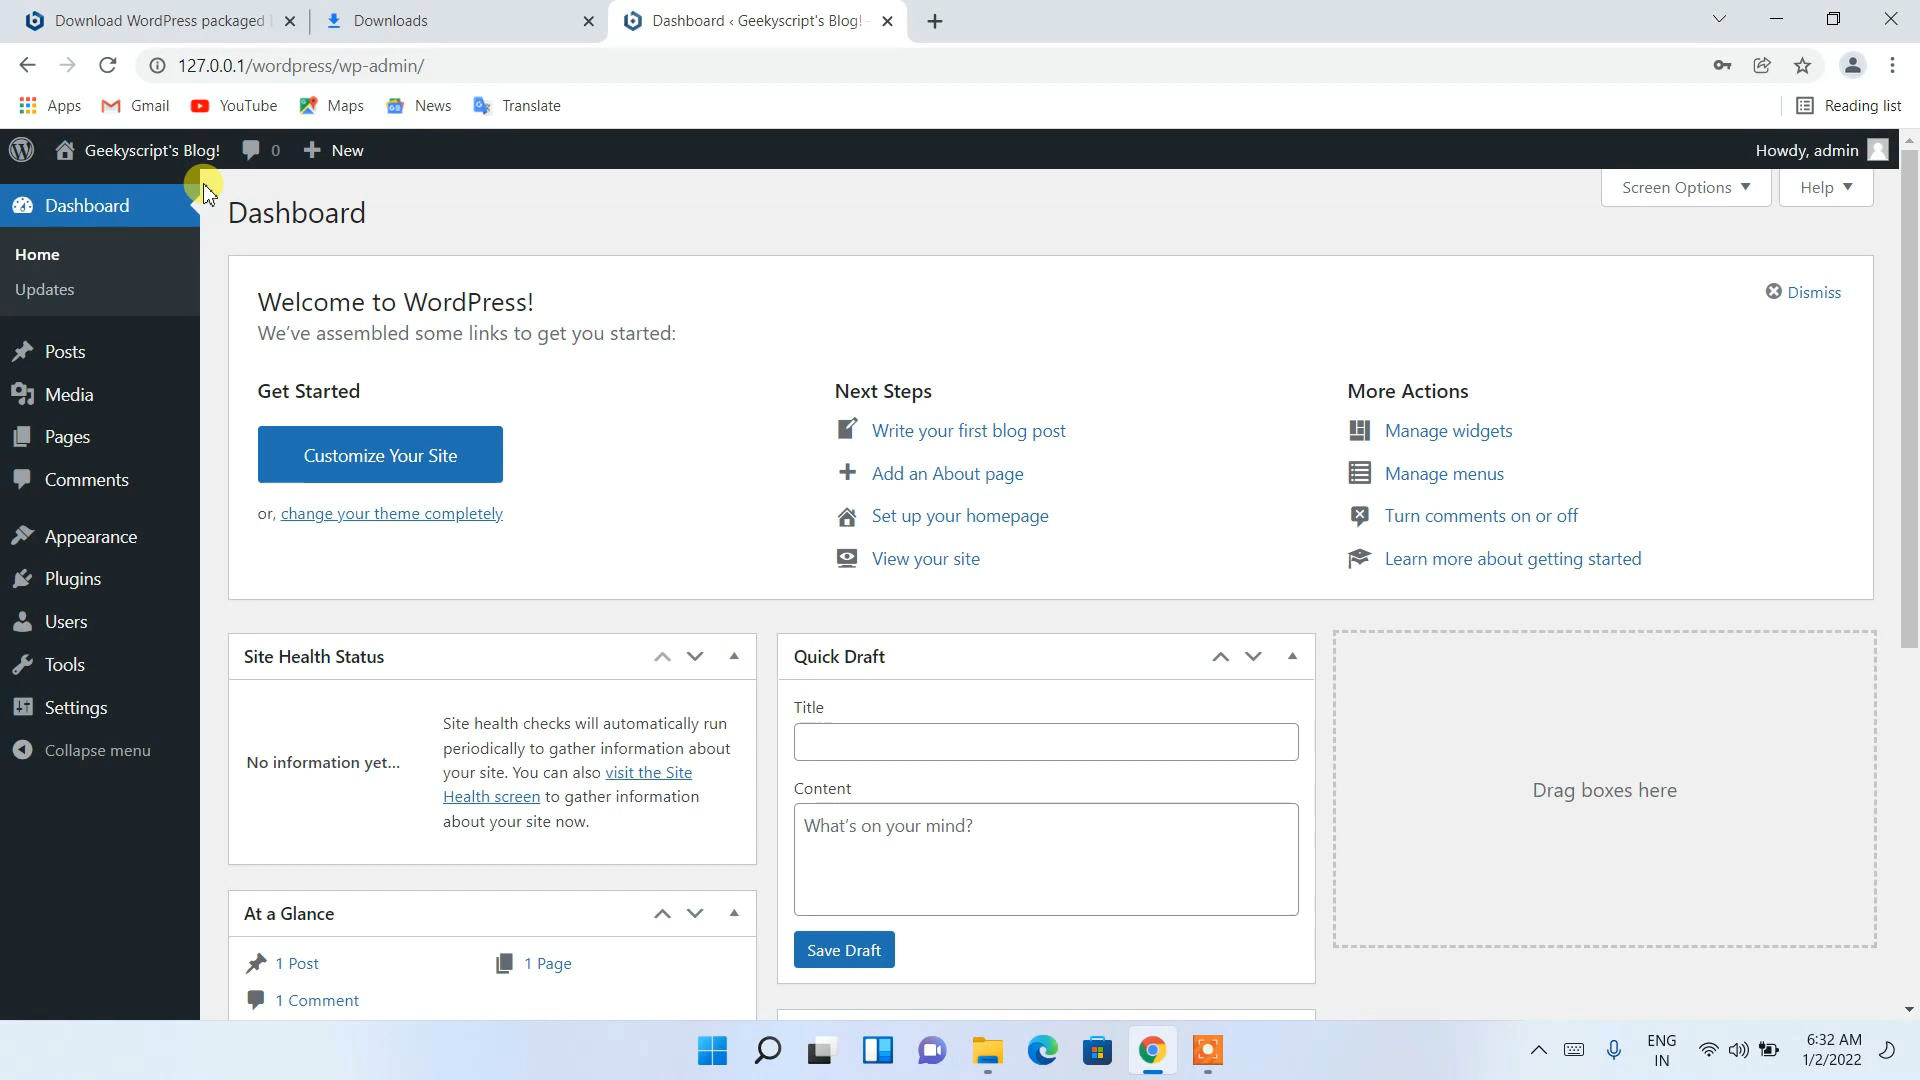 Download WordPress packaged
Downloads
Dashboard ‹ Geekyscript's Blog!
127.0.0.1/wordpress/wp-admin/
Apps
Gmail
YouTube
Maps
News
Translate
Reading list
Geekyscript's Blog!
0
New
Howdy, admin
Dashboard
Home
Updates
Posts
Media
Pages
Comments
Appearance
Plugins
Users
Tools
Settings
Collapse menu
Dashboard
Screen Options
Help
Welcome to WordPress!
We've assembled some links to get you started:
Dismiss
Get Started
Customize Your Site
or, change your theme completely
Next Steps
Write your first blog post
Add an About page
Set up your homepage
View your site
More Actions
Manage widgets
Manage menus
Turn comments on or off
Learn more about getting started
Site Health Status
No information yet...
Site health checks will automatically run
periodically to gather information about
your site. You can also visit the Site
Health screen to gather information
about your site now.
At a Glance
1 Post
1 Page
1 Comment
Quick Draft
Title
Content
What's on your mind?
Save Draft
Drag boxes here
ENG
IN
6:32 AM
1/2/2022